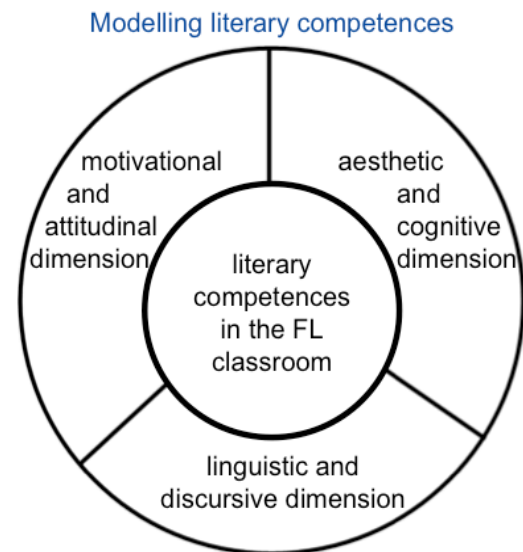 Modelling literary competences
motivational
and
attitudinal
dimension
aesthetic
and
cognitive
dimension
literary
competences
in the FL
classroom
linguistic and
discursive dimension